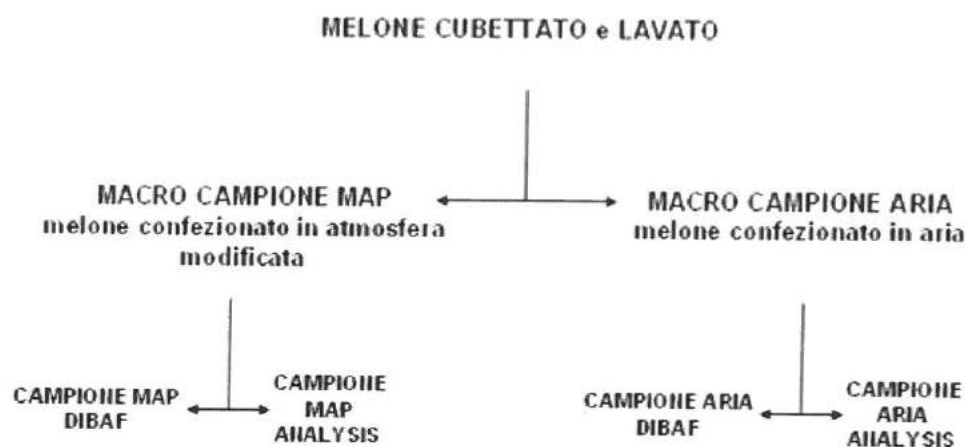 MELONE CUBETTATO e LAVATO
MACRO CAMPIONE MAP
melone confezionato in atmosfera
modificata
MACRO CAMPIONE ARIA
melone confezionato in aria
CAMPIONE MAP
DIBAF
CAMPIONE
MAP
ANALYSIS
CAMPIONE ARIA
DIBAF
CAMPIONE
ARIA
ANALYSIS